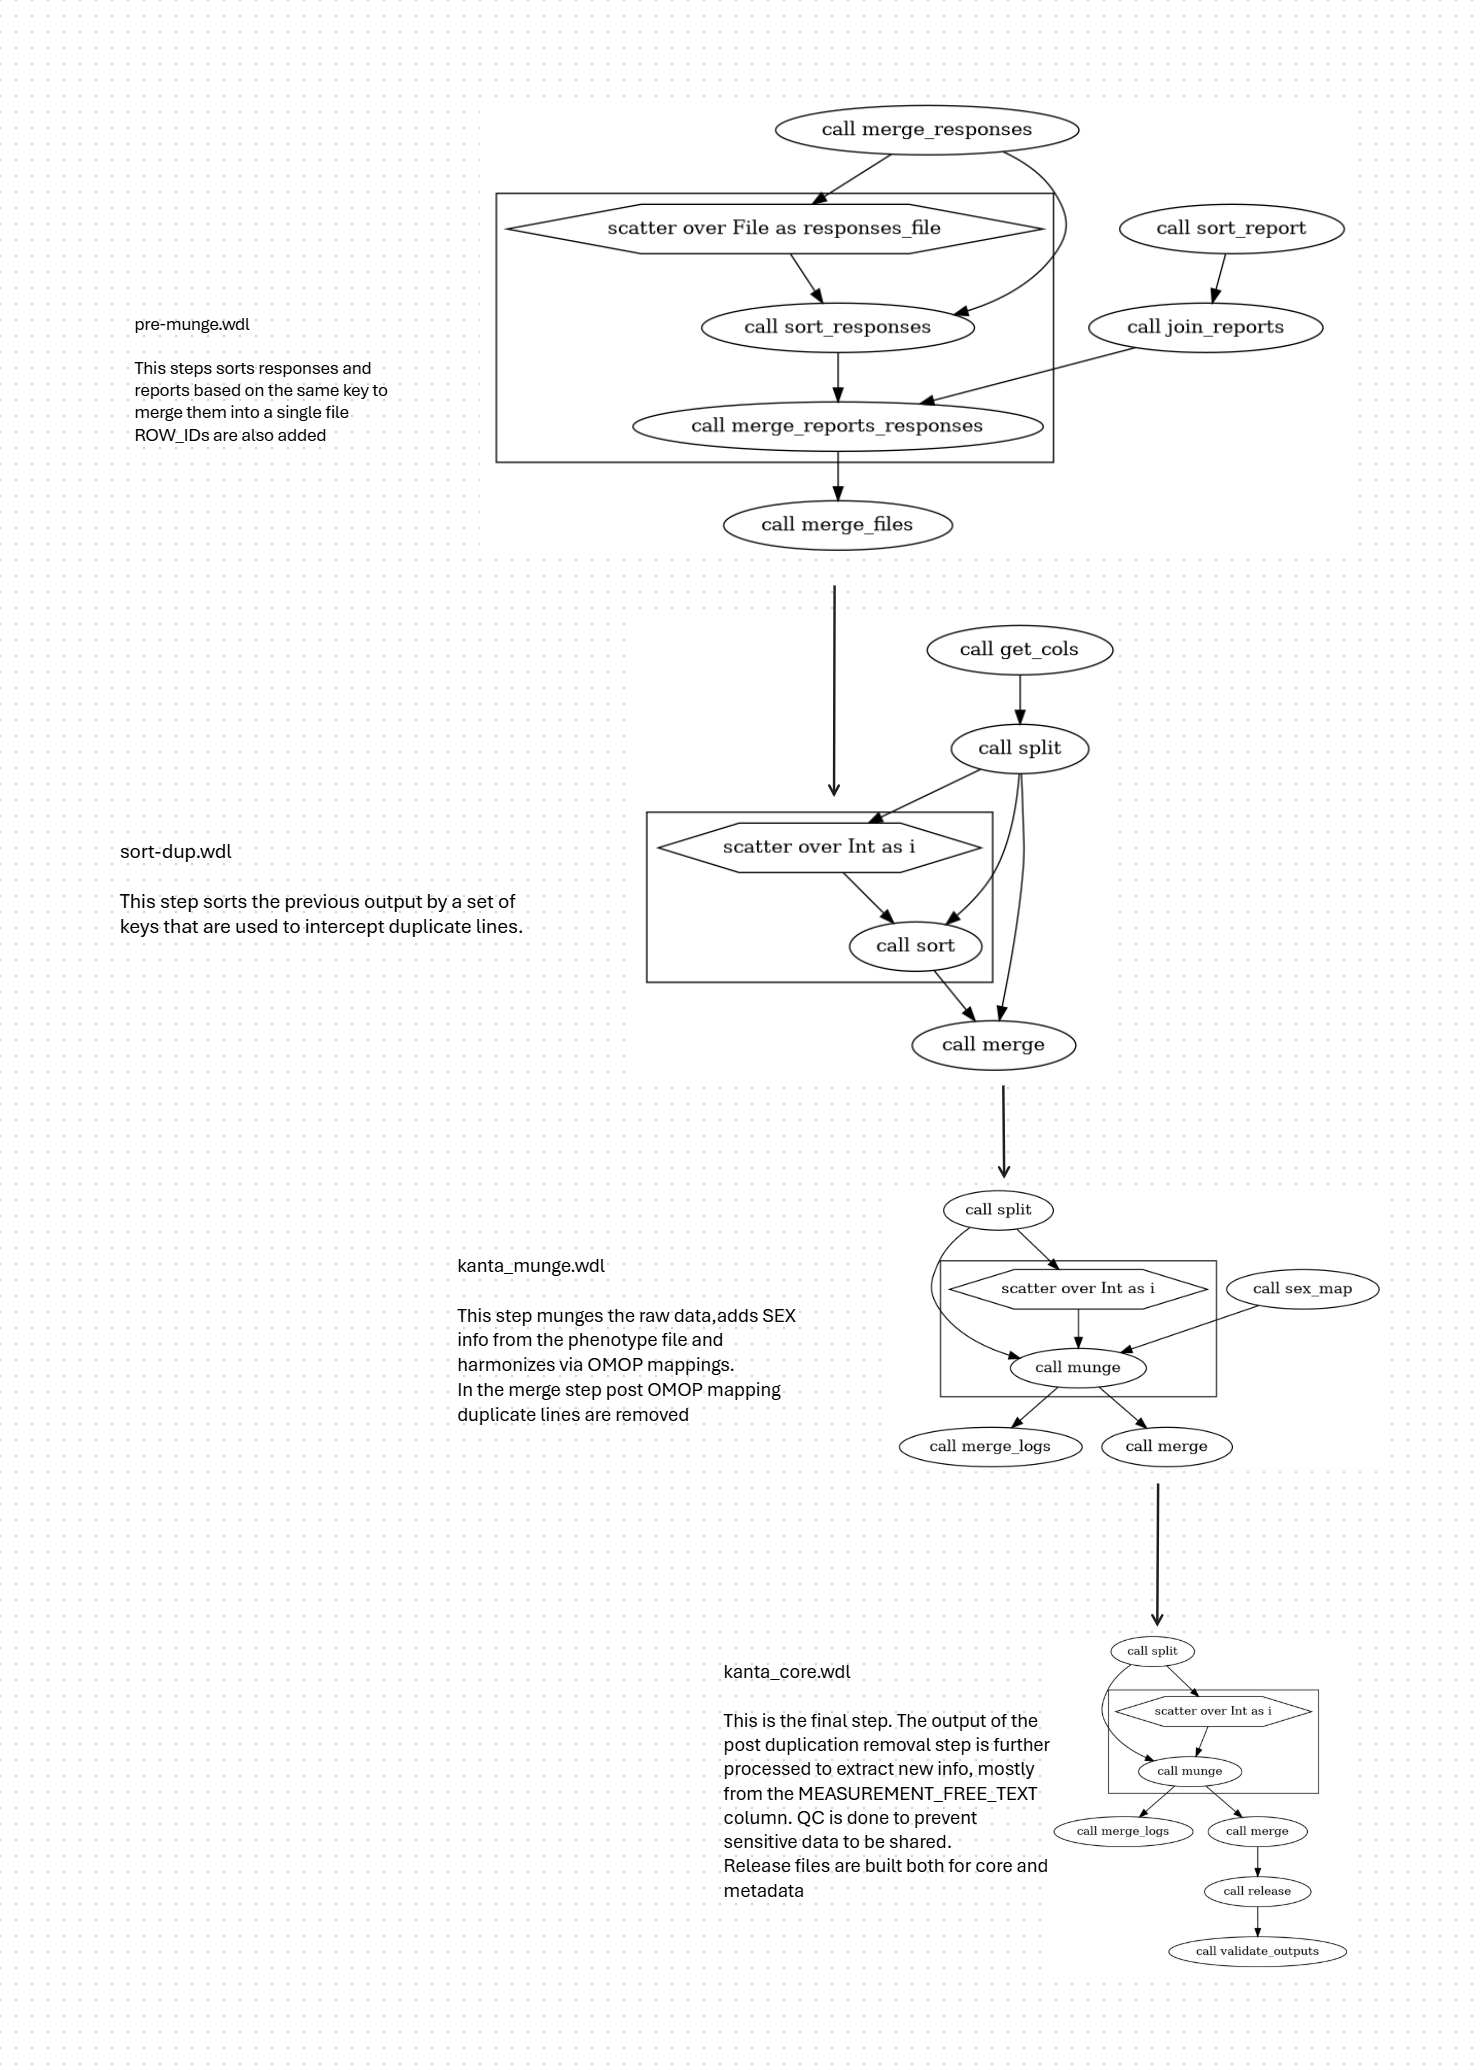 call merge_responses
scatter over File as responses_file
call sort_report
call sort_responses
call join_reports
call merge_reports_responses
call merge_files
pre-munge.wdl
This steps sorts responses and
reports based on the same key to
merge them into a single file
ROW_IDs are also added
call get_cols
call split
scatter over Int as i
call sort
call merge
sort-dup.wdl
This step sorts the previous output by a set of
keys that are used to intercept duplicate lines.
call split
scatter over Int as i
call sex_map
call munge
call merge_logs
call merge
kanta_munge.wdl
This step munges the raw data,adds SEX
info from the phenotype file and
harmonizes via OMOP mappings.
In the merge step post OMOP mapping
duplicate lines are removed
call split
scatter over Int as i
call munge
call merge_logs
call merge
call release
call validate_outputs
kanta_core.wdl
This is the final step. The output of the
post duplication removal step is further
processed to extract new info, mostly
from the MEASUREMENT_FREE_TEXT
column. QC is done to prevent
sensitive data to be shared.
Release files are built both for core and
metadata